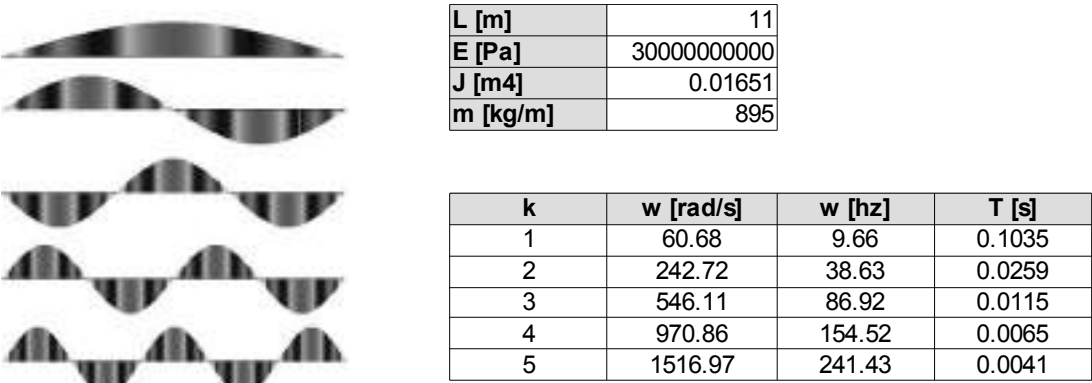 L [m] 11
E [Pa] 30000000000
J [m4] 0.01651
m [kg/m] 895
k w [rad/s] w [hz] T [s]
1 60.68 9.66 0.1035
2 242.72 38.63 0.0259
3 546.11 86.92 0.0115
4 970.86 154.52 0.0065
5 1516.97 241.43 0.0041